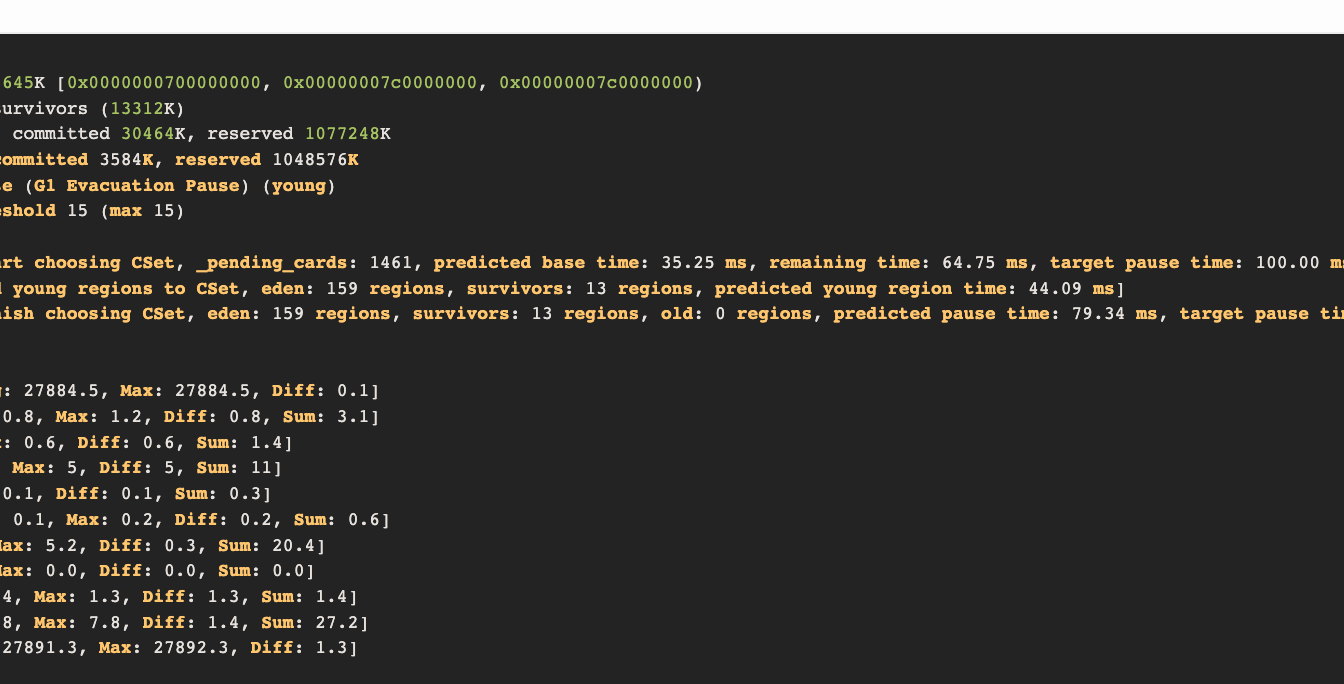 645K [0x0000000700000000, 0x00000007c0000000, 0x00000007c0000000)
urvivors (13312K)
committed 30464K, reserved 1077248K
ommitted 3584K, reserved 1048576K
e (G1 Evacuation Pause) (young)
eshold 15 (max 15)
rt choosing CSet, _pending_cards: 1461, predicted base time: 35.25 ms, remaining time: 64.75 ms, target pause time: 100.00 m
young regions to CSet, eden: 159 regions, survivors: 13 regions, predicted young region time: 44.09 ms]
ish choosing CSet, eden: 159 regions, survivors: 13 regions, old: 0 regions, predicted pause time: 79.34 ms, target pause ti
: 27884.5, Max: 27884.5, Diff: 0.1]
0.8, Max: 1.2, Diff: 0.8, Sum: 3.1]
: 0.6, Diff: 0.6, Sum: 1.4]
Max: 5, Diff: 5, Sum: 11]
0.1, Diff: 0.1, Sum: 0.3]
0.1, Max: 0.2, Diff: 0.2, Sum: 0.6]
ax: 5.2, Diff: 0.3, Sum: 20.4]
ax: 0.0, Diff: 0.0, Sum: 0.0]
4, Max: 1.3, Diff: 1.3, Sum: 1.4]
8, Max: 7.8, Diff: 1.4, Sum: 27.2]
27891.3, Max: 27892.3, Diff: 1.3]